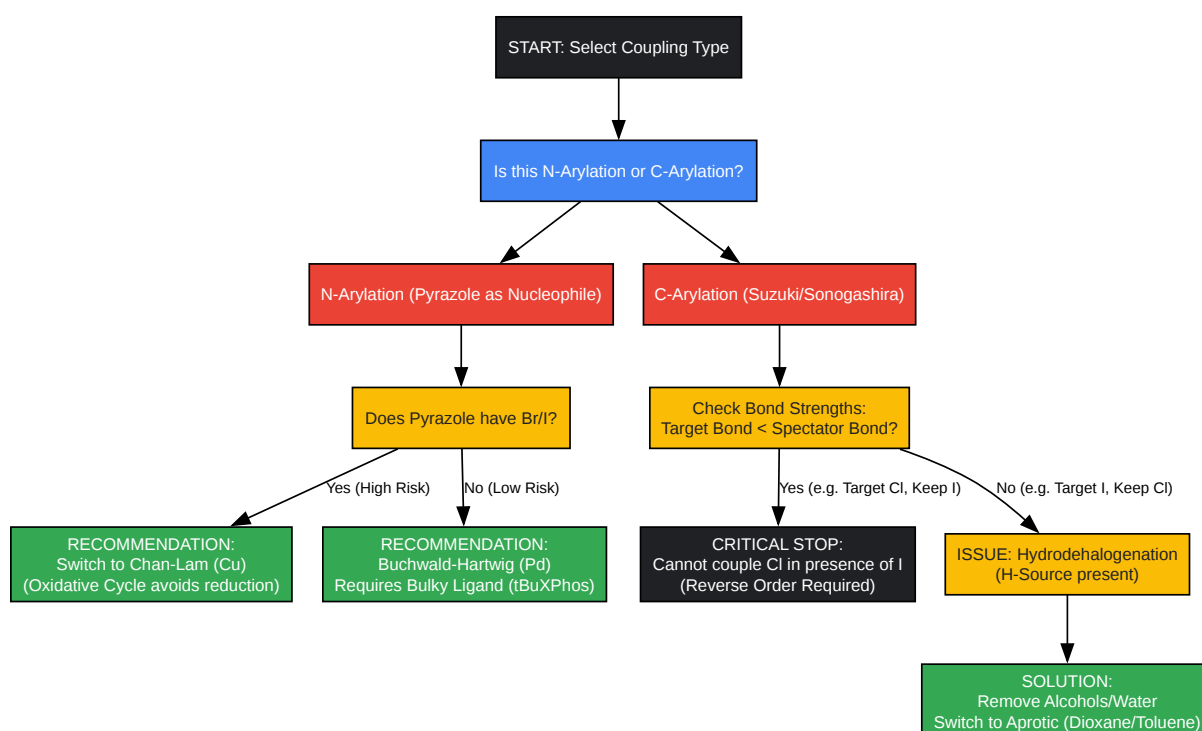 START: Select Coupling Type
Is this N-Arylation or C-Arylation?
N-Arylation (Pyrazole as Nucleophile)
C-Arylation (Suzuki/Sonogashira)
Does Pyrazole have Br/I?
Check Bond Strengths:
Target Bond < Spectator Bond?
Yes (High Risk)
No (Low Risk)
Yes (e.g. Target Cl, Keep I)
No (e.g. Target I, Keep Cl)
RECOMMENDATION:
Switch to Chan-Lam (Cu)
(Oxidative Cycle avoids reduction)
RECOMMENDATION:
Buchwald-Hartwig (Pd)
Requires Bulky Ligand (tBuXPhos)
CRITICAL STOP:
Cannot couple Cl in presence of I
(Reverse Order Required)
ISSUE: Hydrodehalogenation
(H-Source present)
SOLUTION:
Remove Alcohols/Water
Switch to Aprotic (Dioxane/Toluene)